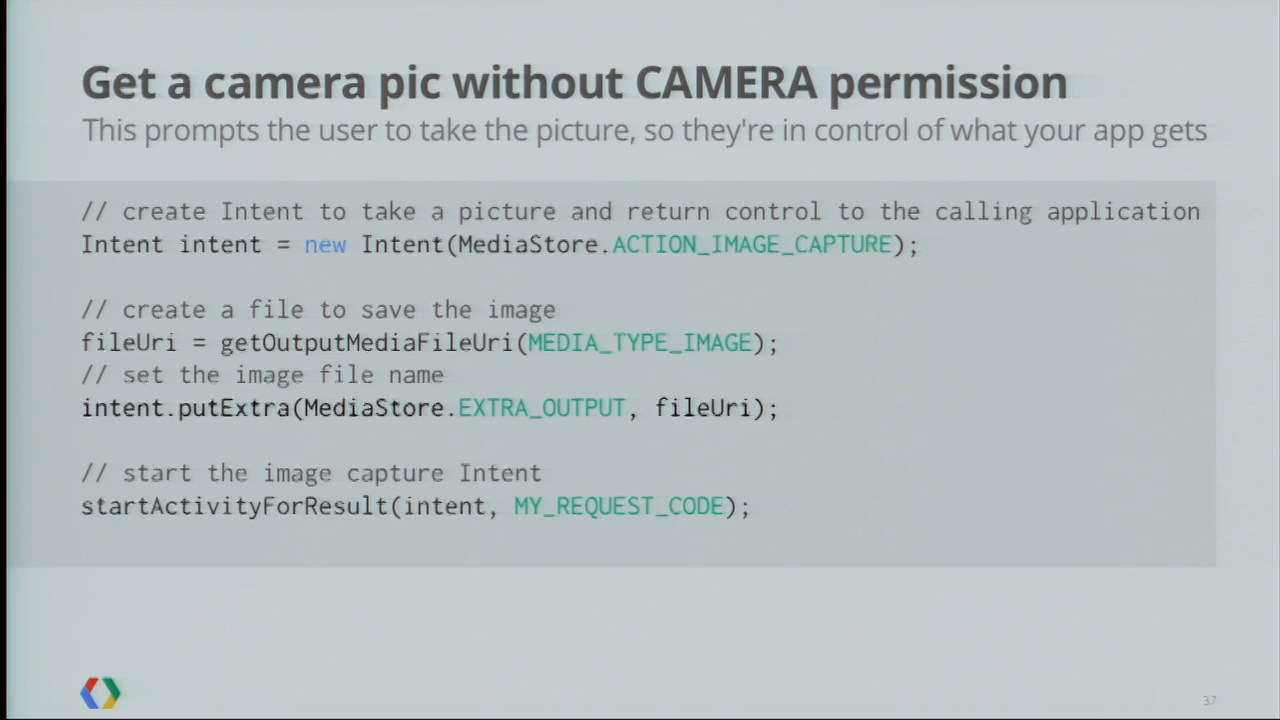 Get a camera pic without CAMERA permission
This prompts the user to take the picture, so they're in control of what your app gets
// create Intent to take a picture and return control to the calling application
Intent intent = new Intent(MediaStore.ACTION_IMAGE_CAPTURE);
// create a file to save the image
fileUri = getOutputMediaFileUri(MEDIA_TYPE_IMAGE);
// set the image file name
intent.putExtra(MediaStore.EXTRA_OUTPUT, fileUri);
// start the image capture Intent
startActivityForResult(intent, MY_REQUEST_CODE);
37